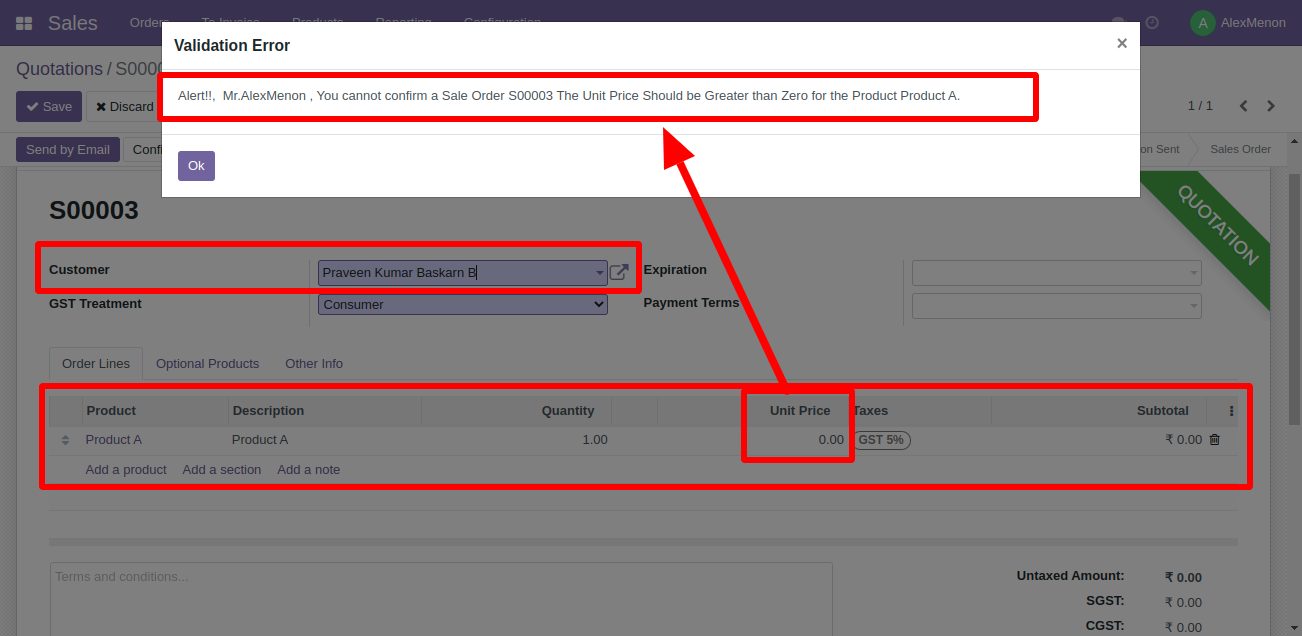 Sales Orders To Invoice Products Reporting Configuration AlexMenon
A
Validation Error ×
Quotations / S0000
Alert!!, Mr.AlexMenon , You cannot confirm a Sale Order S00003 The Unit Price Should be Greater than Zero for the Product Product A.
Save Discard 1 / 1
Send by Email Confi on Sent Sales Order
Ok
QUOTATION
S00003
Customer Praveen Kumar Baskarn B Expiration
GST Treatment Consumer Payment Terms
Order Lines Optional Products Other Info
Product Description Quantity Unit Price Taxes Subtotal
Product A Product A 1.00 0.00 GST 5% ₹ 0.00
Add a product Add a section Add a note
Terms and conditions...
Untaxed Amount: ₹ 0.00
SGST: ₹ 0.00
CGST: ₹ 0.00